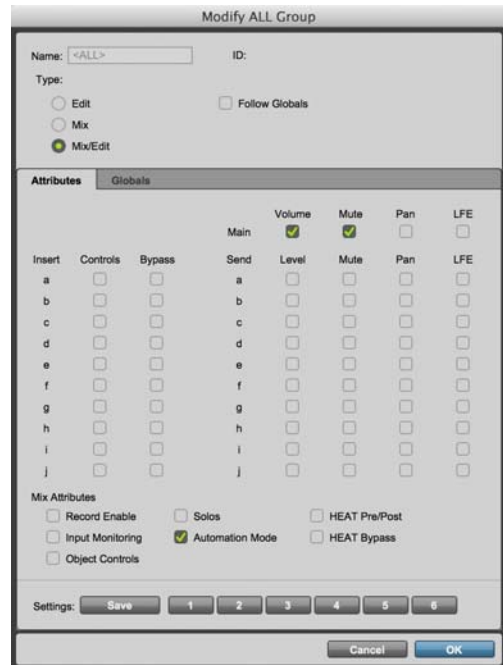 Modify ALL Group
Name: <ALL> ID:
Type:
Edit Follow Globals
Mix
Mix/Edit
Attributes Globals
Volume Mute Pan LFE
Main
Insert Controls Bypass Send Level Mute Pan LFE
a a
b b
c c
d d
e e
f f
g g
h h
i i
j j
Mix Attributes
Record Enable Solos HEAT Pre/Post
Input Monitoring Automation Mode HEAT Bypass
Object Controls
Settings: Save 1 2 3 4 5 6
Cancel OK